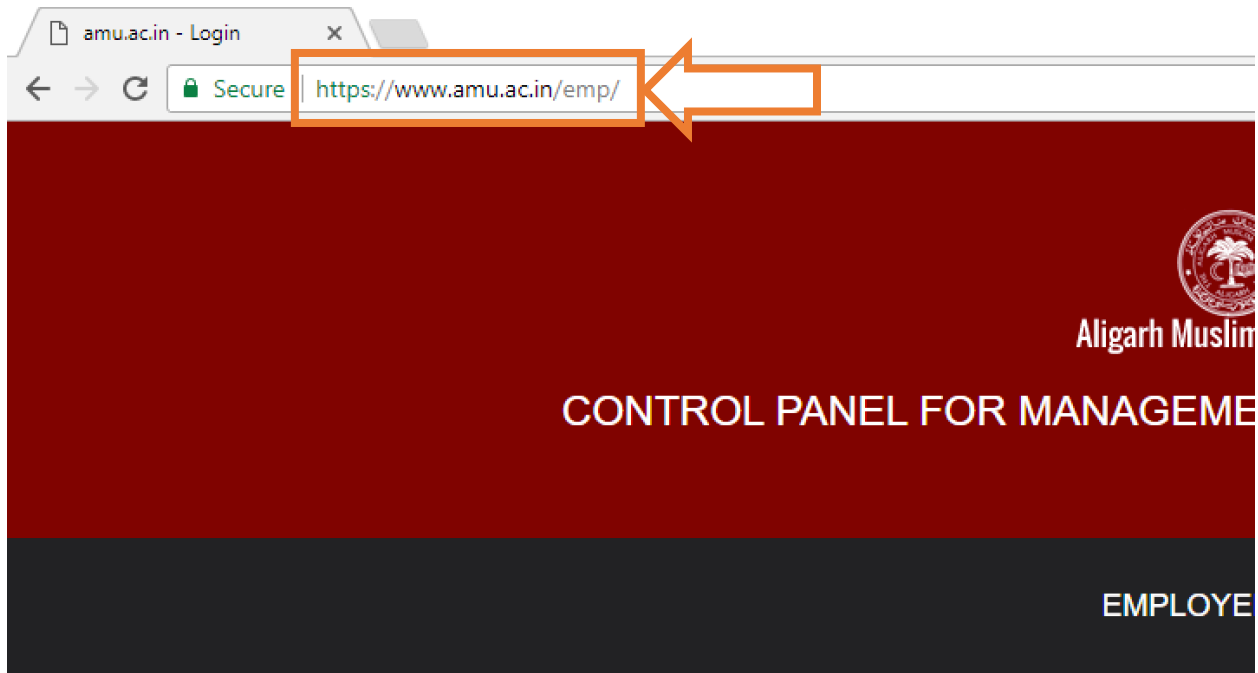 amu.ac.in - Login
Secure
https://www.amu.ac.in/emp/
Aligarh Muslim
CONTROL PANEL FOR MANAGEME
EMPLOYE